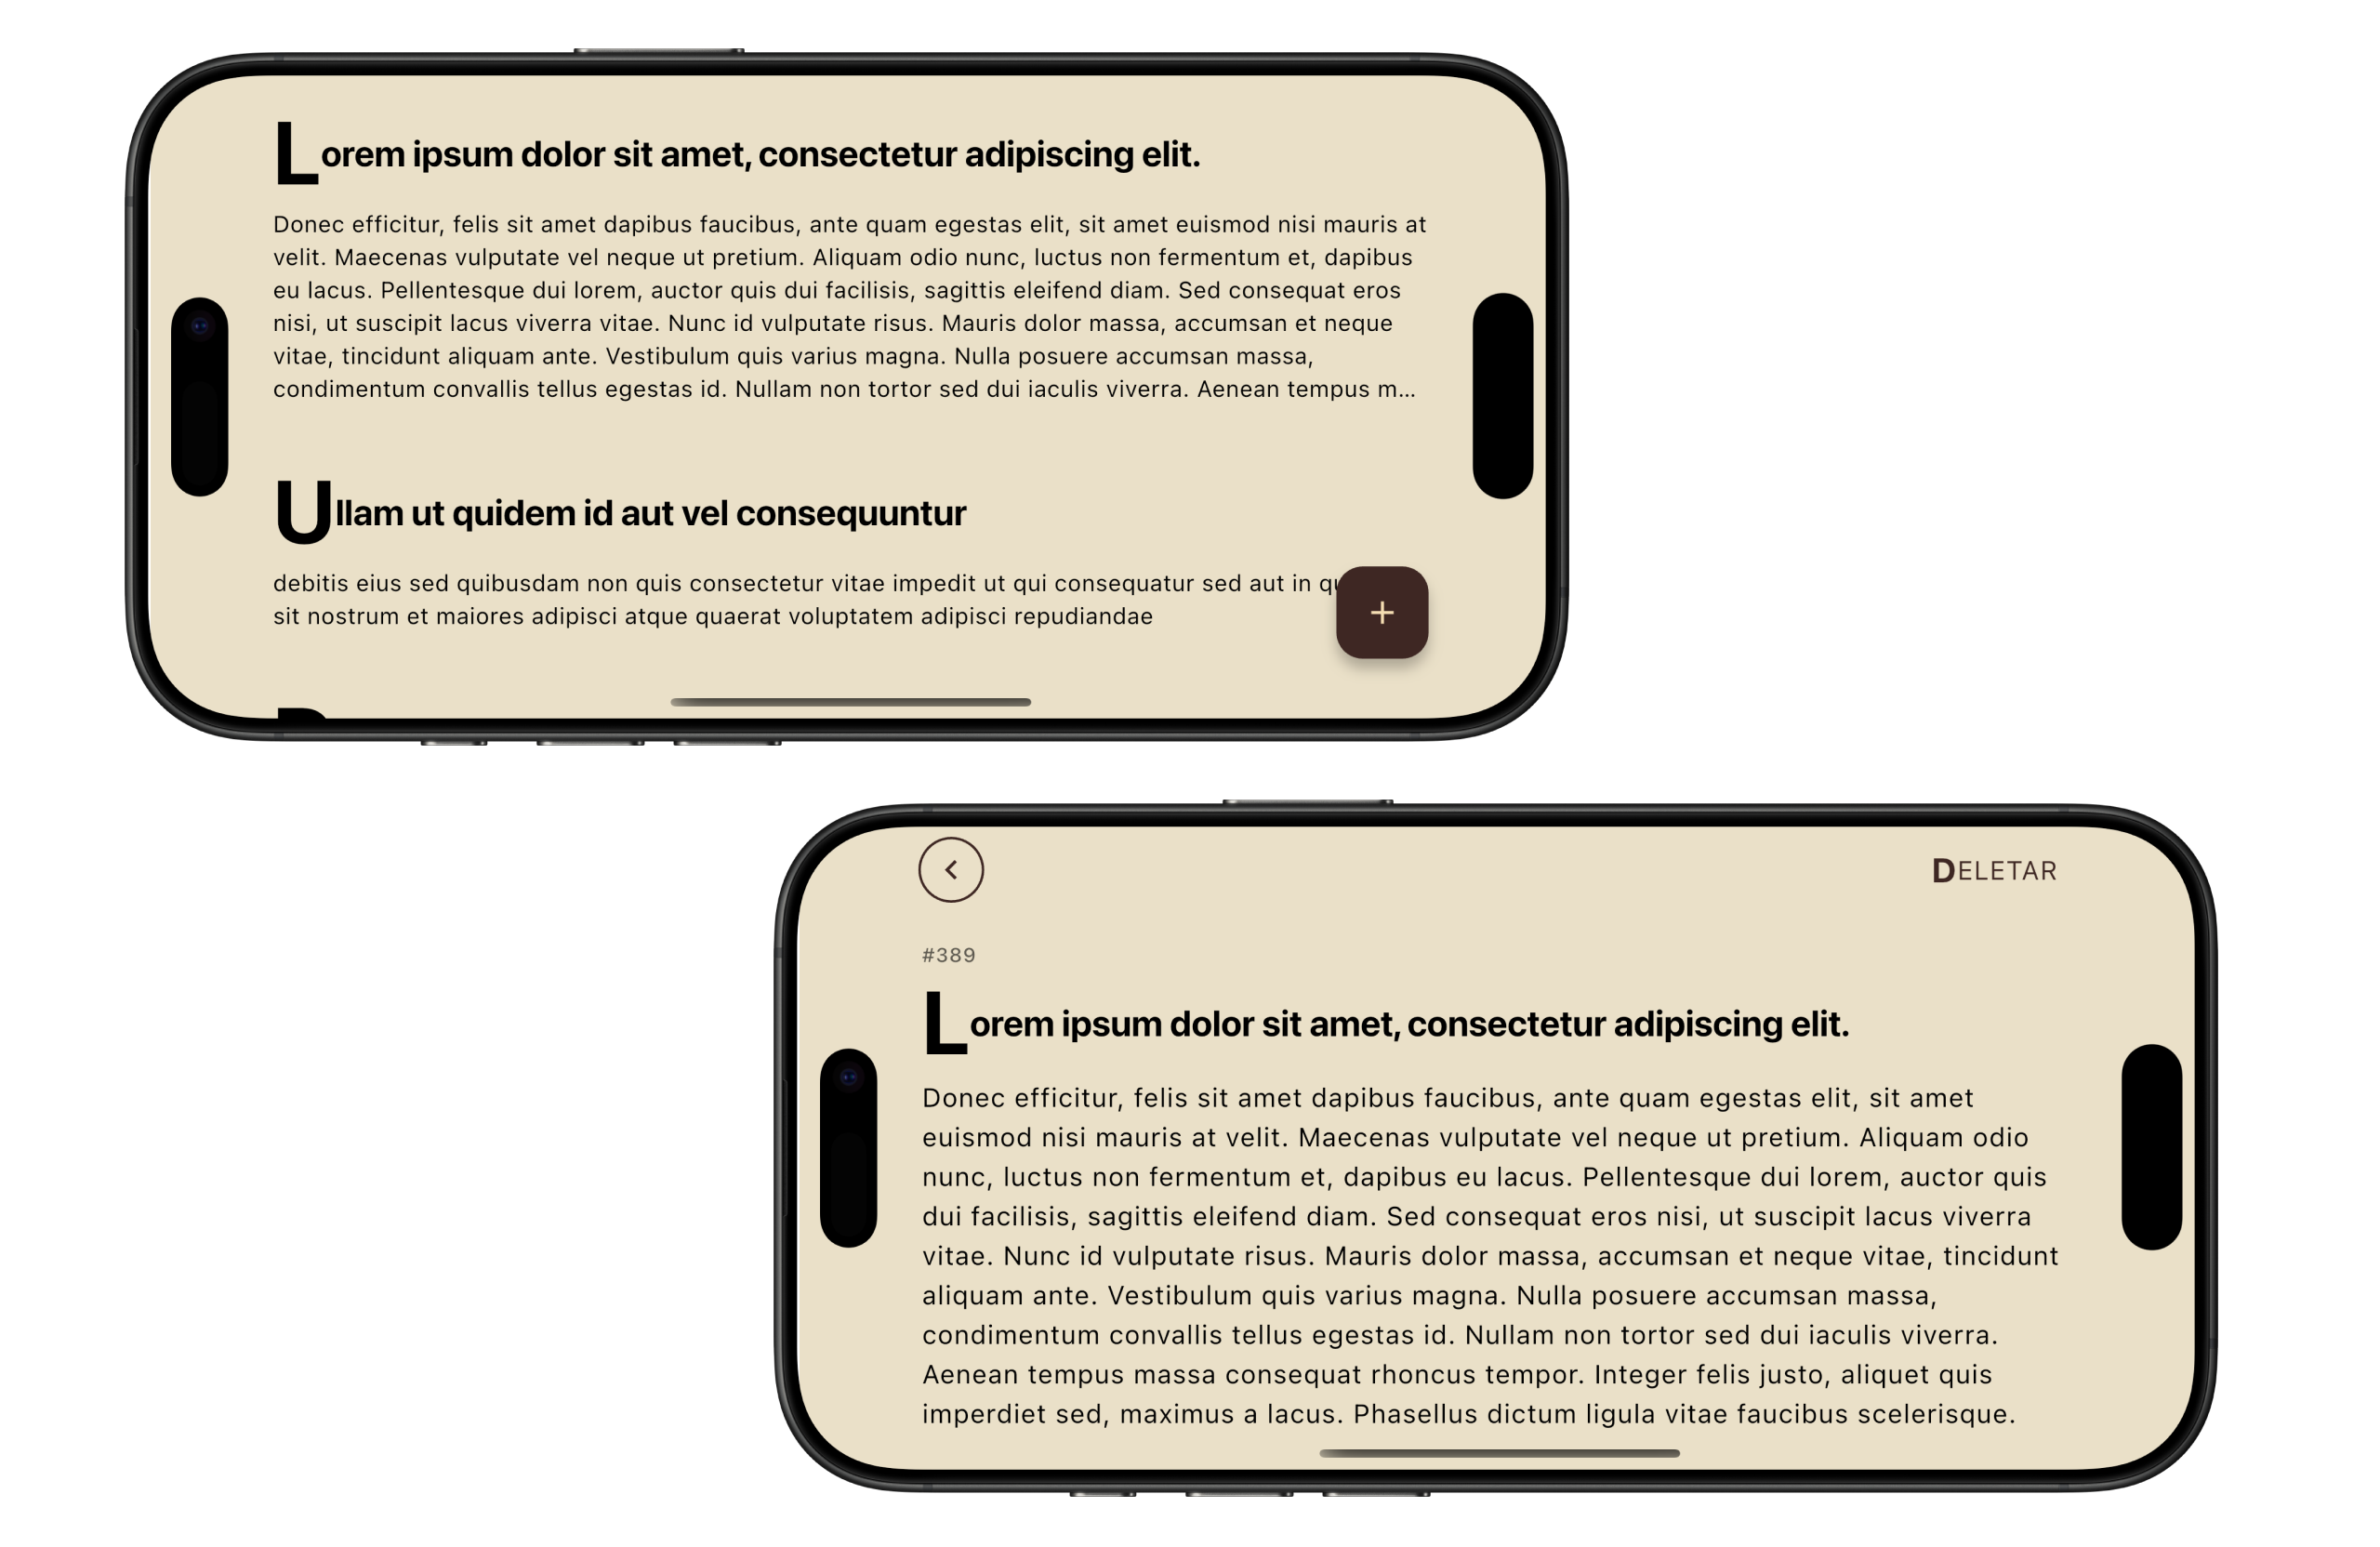 Lorem ipsum dolor sit amet, consectetur adipiscing elit.
Donec efficitur, felis sit amet dapibus faucibus, ante quam egestas elit, sit amet euismod nisi mauris at
velit. Maecenas vulputate vel neque ut pretium. Aliquam odio nunc, luctus non fermentum et, dapibus
eu lacus. Pellentesque dui lorem, auctor quis dui facilisis, sagittis eleifend diam. Sed consequat eros
nisi, ut suscipit lacus viverra vitae. Nunc id vulputate risus. Mauris dolor massa, accumsan et neque
vitae, tincidunt aliquam ante. Vestibulum quis varius magna. Nulla posuere accumsan massa,
condimentum convallis tellus egestas id. Nullam non tortor sed dui iaculis viverra. Aenean tempus m...
Ullam ut quidem id aut vel consequuntur
debitis eius sed quibusdam non quis consectetur vitae impedit ut qui consequatur sed aut in
sit nostrum et maiores adipisci atque quaerat voluptatem adipisci repudiandae
+
DELETAR
#389
Lorem ipsum dolor sit amet, consectetur adipiscing elit.
Donec efficitur, felis sit amet dapibus faucibus, ante quam egestas elit, sit amet
euismod nisi mauris at velit. Maecenas vulputate vel neque ut pretium. Aliquam odio
nunc, luctus non fermentum et, dapibus eu lacus. Pellentesque dui lorem, auctor quis
dui facilisis, sagittis eleifend diam. Sed consequat eros nisi, ut suscipit lacus viverra
vitae. Nunc id vulputate risus. Mauris dolor massa, accumsan et neque vitae, tincidunt
aliquam ante. Vestibulum quis varius magna. Nulla posuere accumsan massa,
condimentum convallis tellus egestas id. Nullam non tortor sed dui iaculis viverra.
Aenean tempus massa consequat rhoncus tempor. Integer felis justo, aliquet quis
imperdiet sed, maximus a lacus. Phasellus dictum ligula vitae faucibus scelerisque.